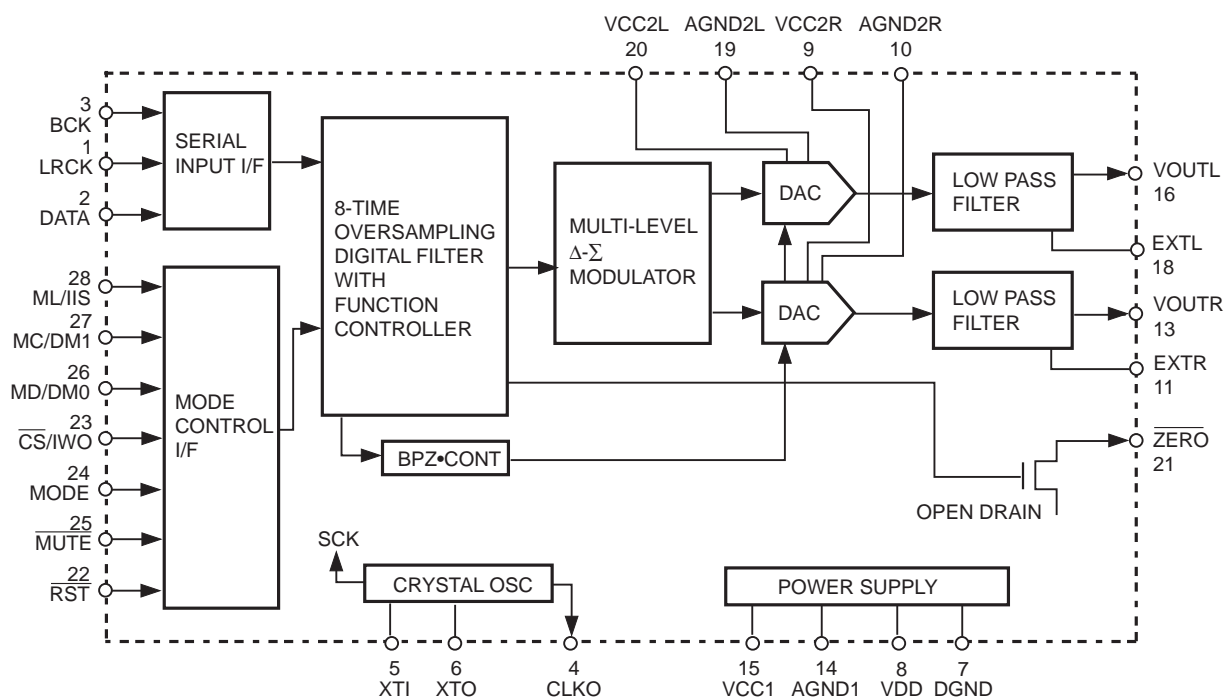 VCC2L AGND2L VCC2R AGND2R
20 19 9 10
3
BCK
1
LRCK
2
DATA
SERIAL
INPUT I/F
28
ML/IIS
27
MC/DM1
26
MD/DM0
23
CS/IWO
24
MODE
25
MUTE
22
RST
MODE
CONTROL
I/F
8-TIME
OVERSAMPLING
DIGITAL FILTER
WITH
FUNCTION
CONTROLLER
BPZ•CONT
MULTI-LEVEL
Δ-Σ
MODULATOR
DAC
DAC
LOW PASS
FILTER
LOW PASS
FILTER
VOUTL
16
EXTL
18
VOUTR
13
EXTR
11
ZERO
21
OPEN DRAIN
SCK
CRYSTAL OSC
POWER SUPPLY
5 6 4
XTI XTO CLKO
15 14 8 7
VCC1 AGND1 VDD DGND